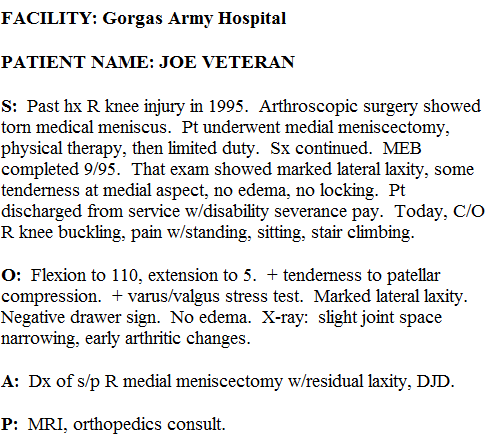 FACILITY: Gorgas Army Hospital
PATIENT NAME: JOE VETERAN
S:  Past hx R knee injury in 1995.  Arthroscopic surgery showed
torn medical meniscus.  Pt underwent medial meniscectomy,
physical therapy, then limited duty.  Sx continued.  MEB
completed 9/95.  That exam showed marked lateral laxity, some
tenderness at medial aspect, no edema, no locking.  Pt
discharged from service w/disability severance pay.  Today, C/O
R knee buckling, pain w/standing, sitting, stair climbing.
O:  Flexion to 110, extension to 5.  + tenderness to patellar
compression.  + varus/valgus stress test.  Marked lateral laxity.
Negative drawer sign.  No edema.  X-ray:  slight joint space
narrowing, early arthritic changes.
A:  Dx of s/p R medial meniscectomy w/residual laxity, DJD.
P:  MRI, orthopedics consult.